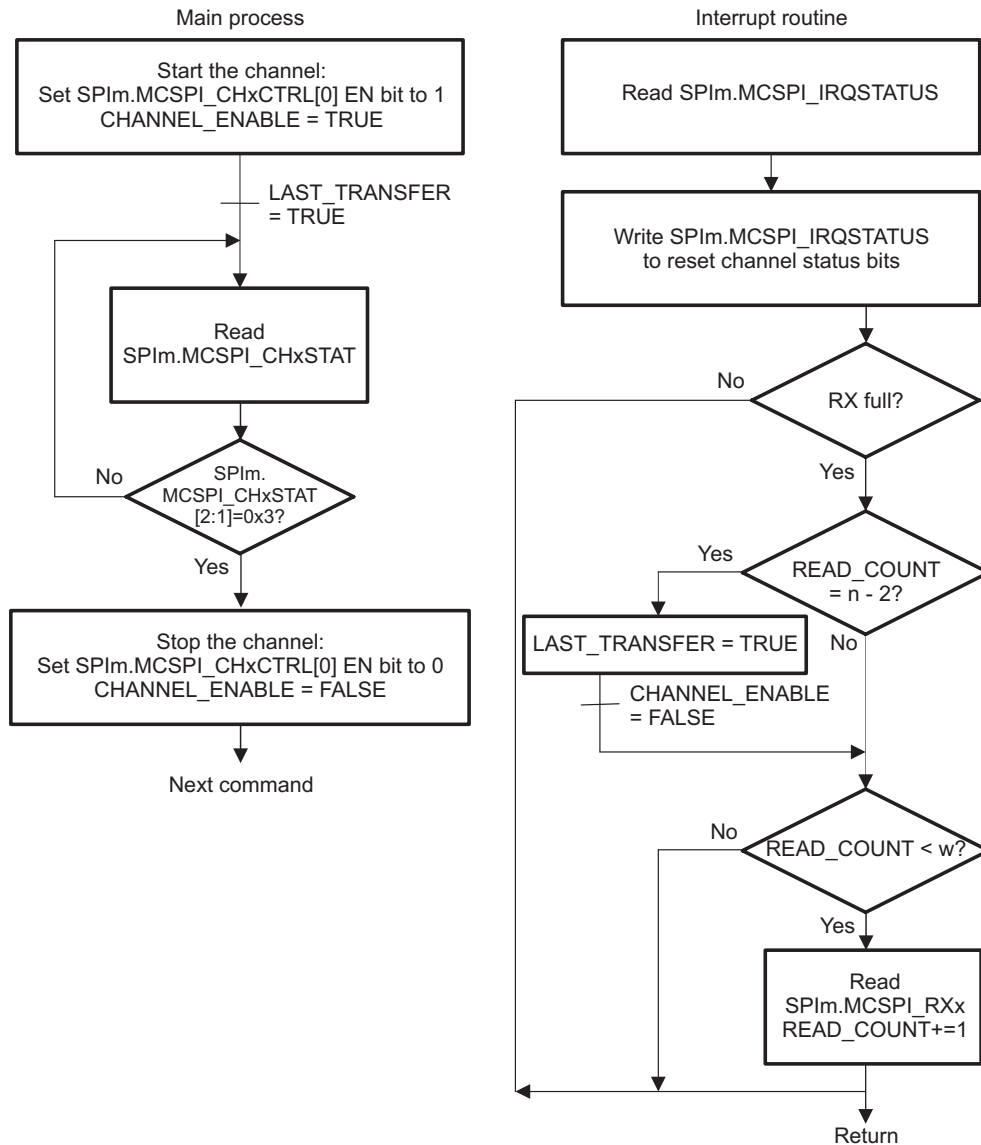 Main process
Start the channel:
Set SPIm.MCSPI_CHxCTRL[0] EN bit to 1
CHANNEL_ENABLE = TRUE
LAST_TRANSFER
= TRUE
Read
SPIm.MCSPI_CHxSTAT
No
SPIm.
MCSPI_CHxSTAT
[2:1]=0x3?
Yes
Stop the channel:
Set SPIm.MCSPI_CHxCTRL[0] EN bit to 0
CHANNEL_ENABLE = FALSE
Next command
Interrupt routine
Read SPIm.MCSPI_IRQSTATUS
Write SPIm.MCSPI_IRQSTATUS
to reset channel status bits
No
RX full?
Yes
Yes
READ_COUNT
= n - 2?
LAST_TRANSFER = TRUE
No
CHANNEL_ENABLE
= FALSE
No
READ_COUNT < w?
Yes
Read
SPIm.MCSPI_RXx
READ_COUNT+=1
Return